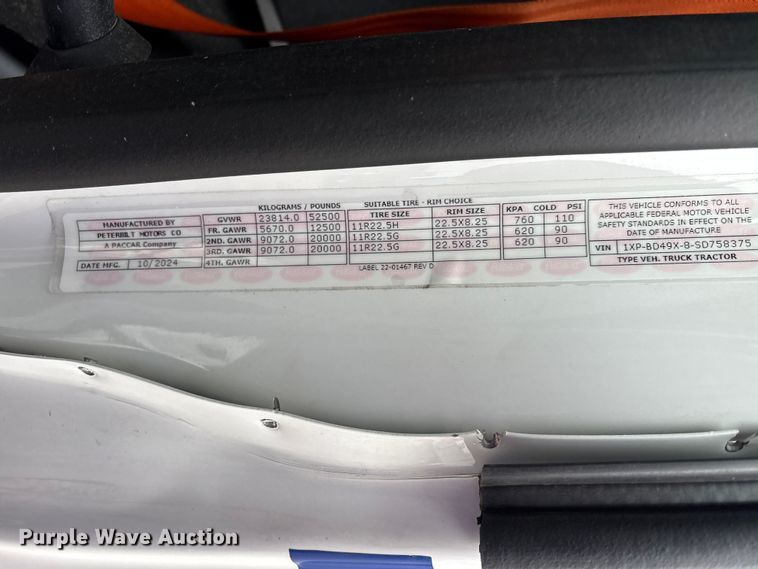 KILOGRAMS / POUNDS SUITABLE TIRE - RIM CHOICE
MANUFACTURED BY GVWR 23814.0 52500 TIRE SIZE RIM SIZE KPA COLD PSI
PETERBILT MOTORS CO FR. GAWR 5670.0 12500 11R22.5H 22.5X8.25 760 110
A PACCAR Company 2ND. GAWR 9072.0 20000 11R22.5G 22.5X8.25 620 90
3RD. GAWR 9072.0 20000 11R22.5G 22.5X8.25 620 90
DATE MFG. 10/2024 4TH. GAWR
LABEL 22-01467 REV D
THIS VEHICLE CONFORMS TO ALL
APPLICABLE FEDERAL MOTOR VEHICLE
SAFETY STANDARDS IN EFFECT ON THE
DATE OF MANUFACTURE
VIN 1XP-BD49X-8-SD758375
TYPE VEH. TRUCK TRACTOR
Purple Wave Auction